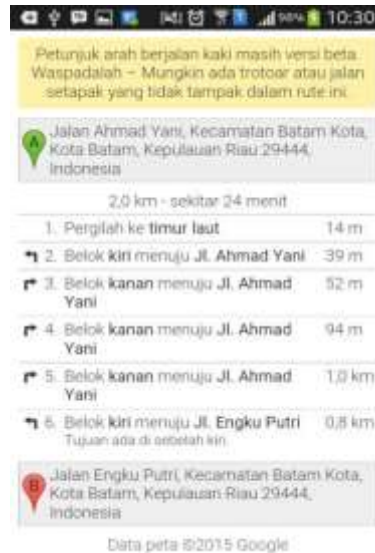 10:30
Petunjuk arah berjalan kaki masih versi beta.
Waspadalah – Mungkin ada trotoar atau jalan
setapak yang tidak tampak dalam rute ini.
A
Jalan Ahmad Yani, Kecamatan Batam Kota,
Kota Batam, Kepulauan Riau 29444,
Indonesia
2,0 km - sekitar 24 menit
1. Pergilah ke timur laut 14 m
2. Belok kiri menuju Jl. Ahmad Yani 39 m
3. Belok kanan menuju Jl. Ahmad 52 m
Yani
4. Belok kanan menuju Jl. Ahmad 94 m
Yani
5. Belok kanan menuju Jl. Ahmad 1,0 km
Yani
6. Belok kiri menuju Jl. Engku Putri 0,8 km
Tujuan ada di sebelah kiri.
B
Jalan Engku Putri, Kecamatan Batam Kota,
Kota Batam, Kepulauan Riau 29444,
Indonesia
Data peta ©2015 Google